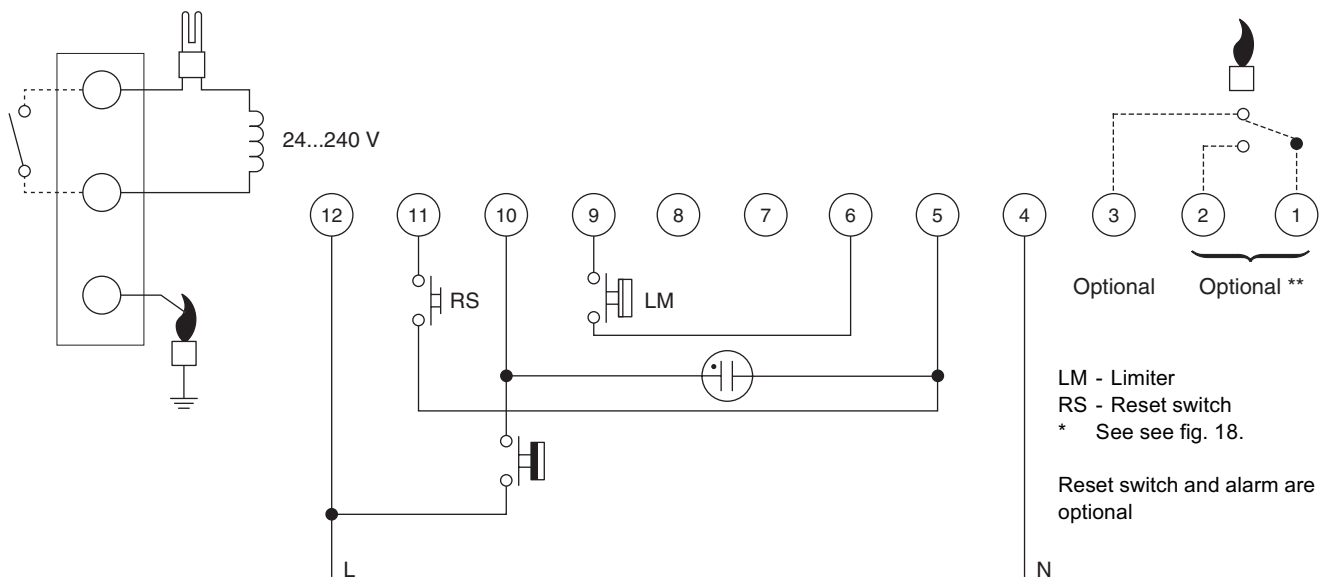 24...240 V
12 11 10 9 8 7 6 5 4 3 2 1
RS
LM
Optional
Optional **
LM - Limiter
RS - Reset switch
* See see fig. 18.
Reset switch and alarm are
optional
L
N